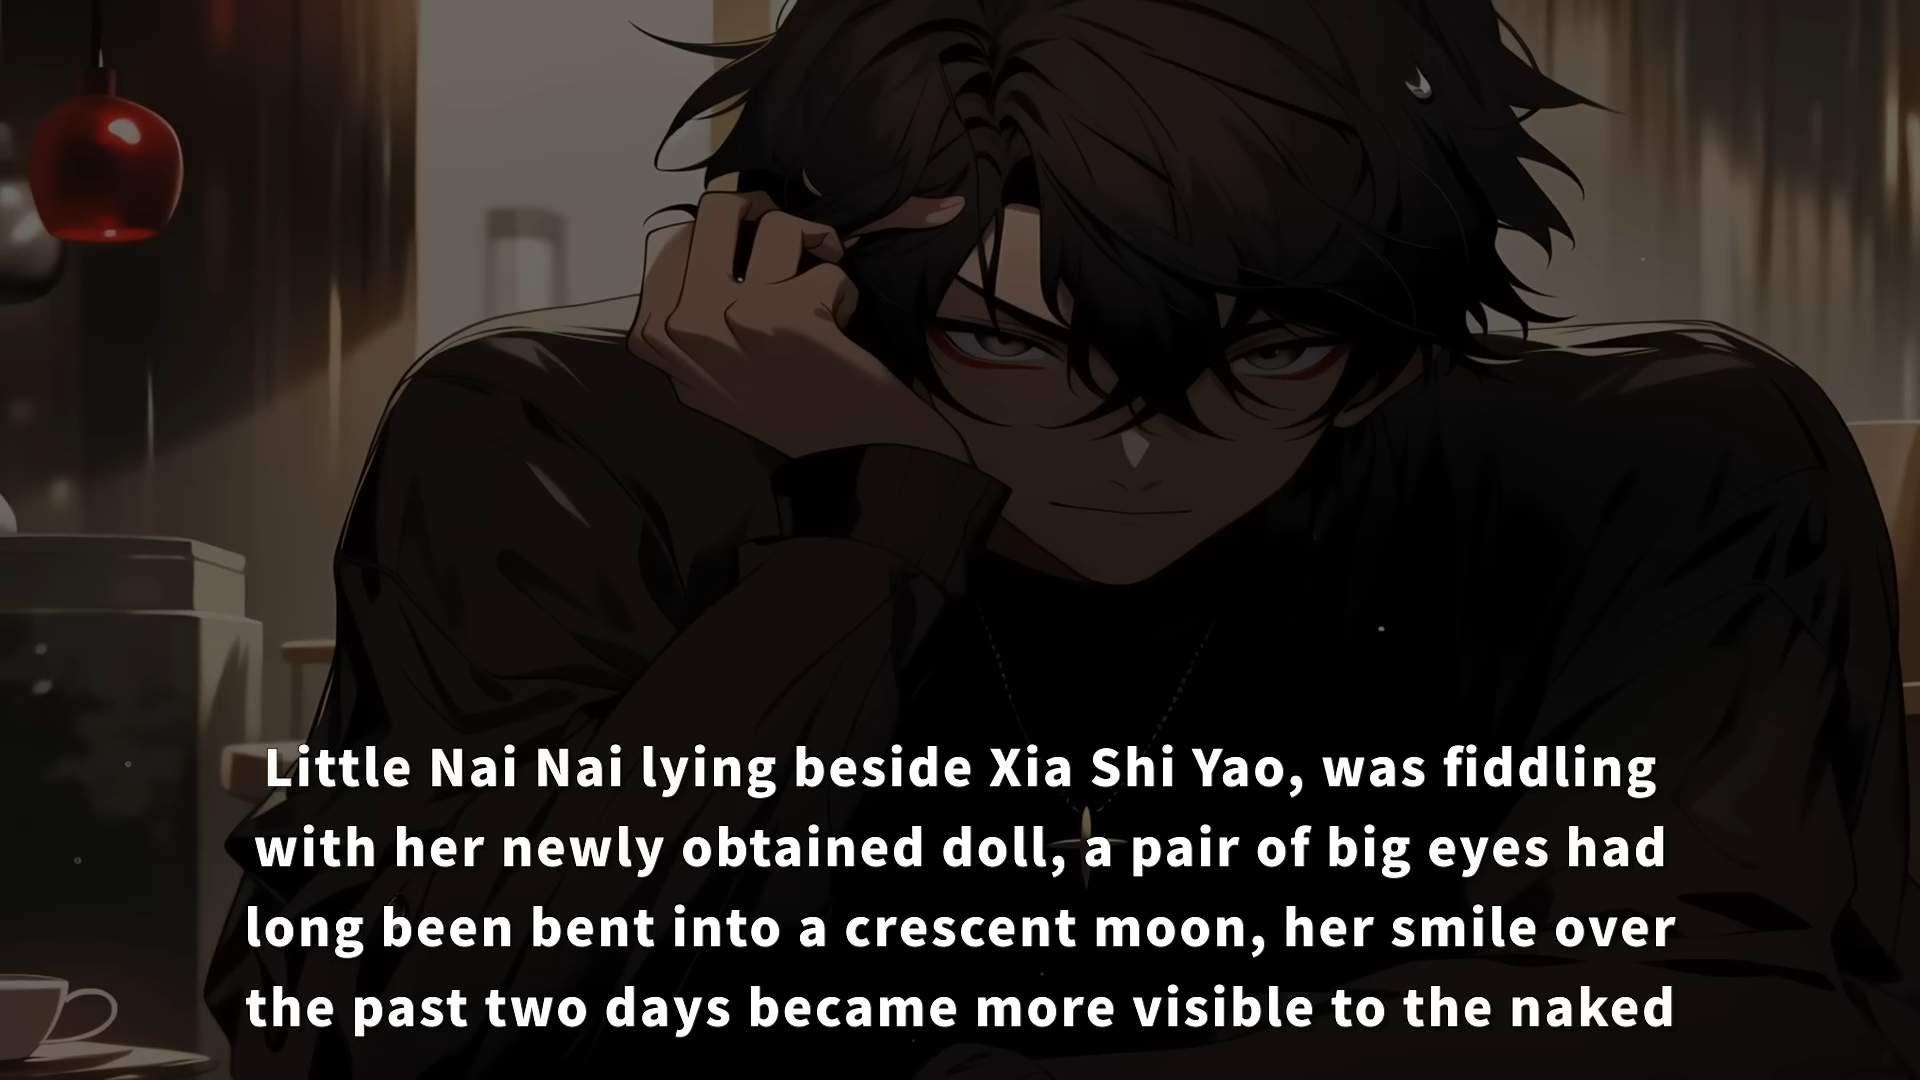 Little Nai Nai lying beside Xia Shi Yao, was fiddling
with her newly obtained doll, a pair of big eyes had
long been bent into a crescent moon, her smile over
the past two days became more visible to the naked